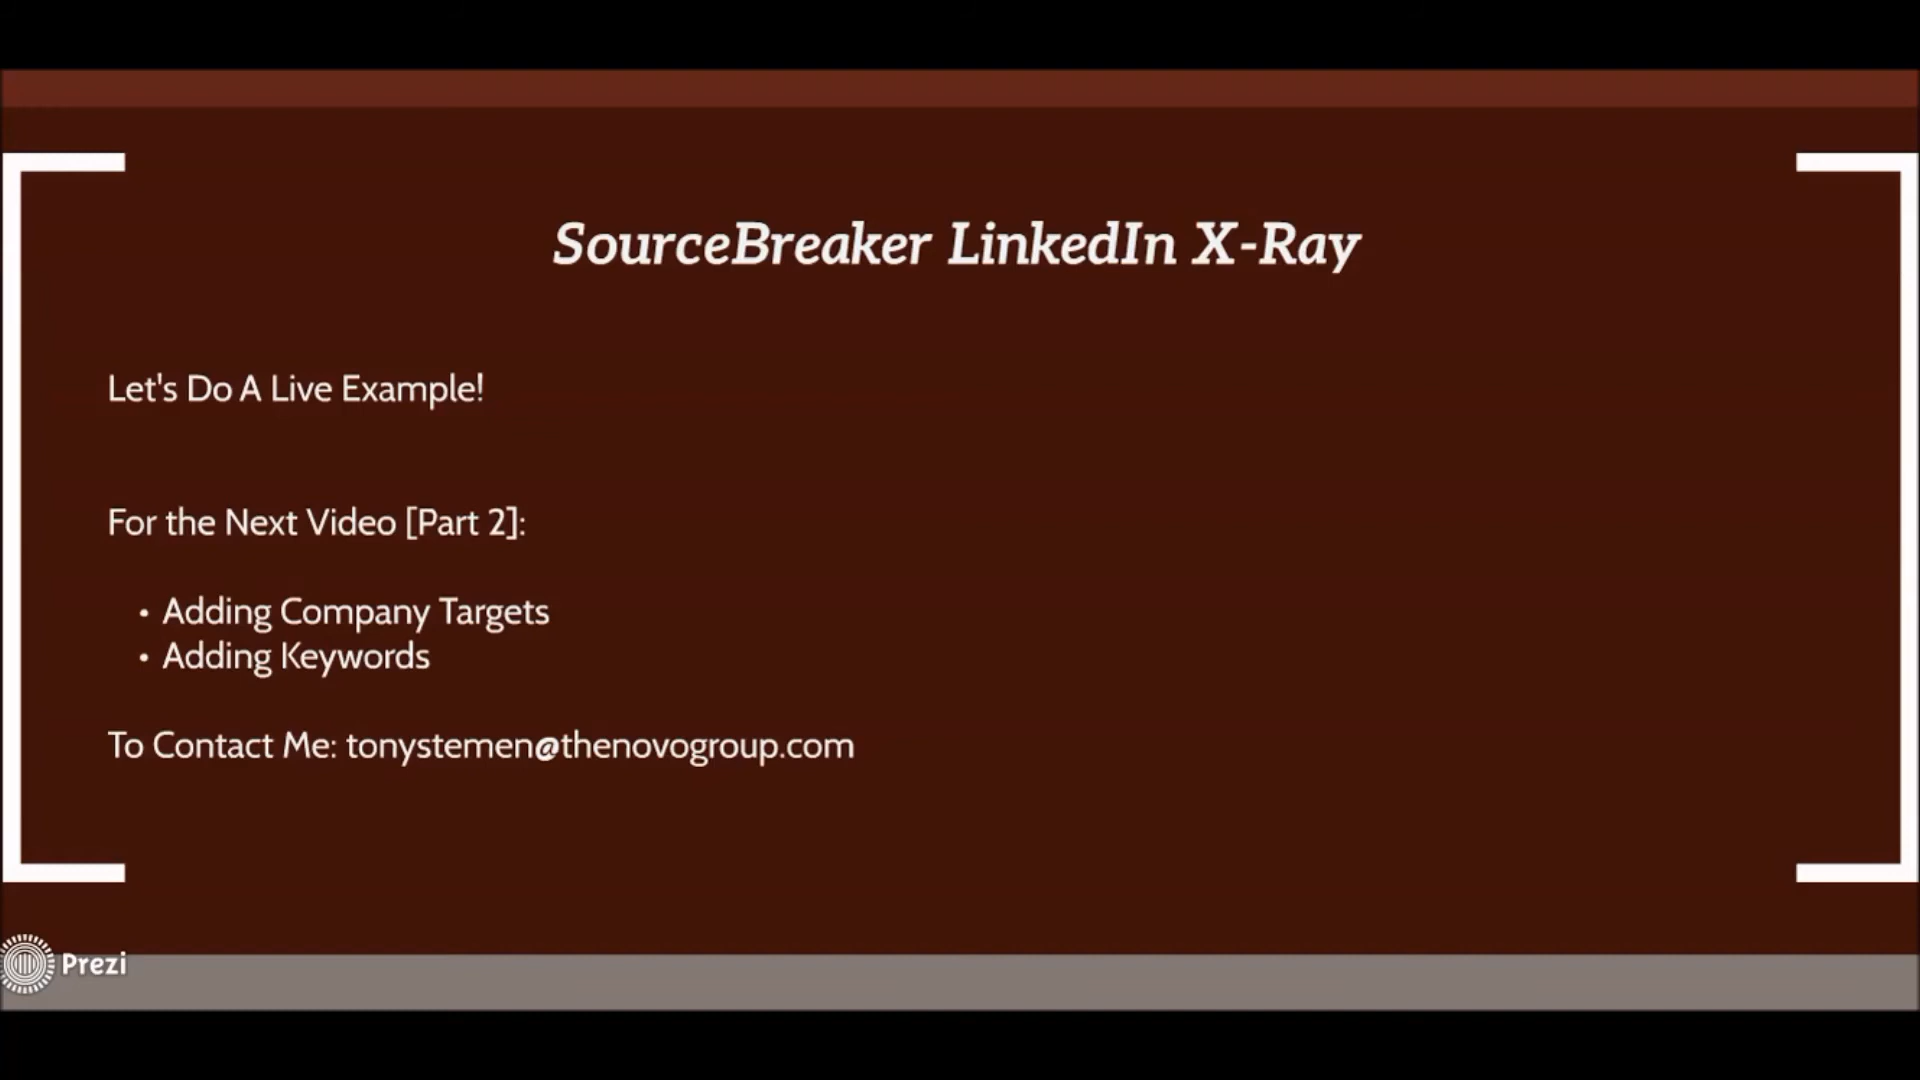 SourceBreaker LinkedIn X-Ray
Let's Do A Live Example!
For the Next Video [Part 2]:
• Adding Company Targets
• Adding Keywords
To Contact Me: tonystemen@thenovogroup.com
Prezi